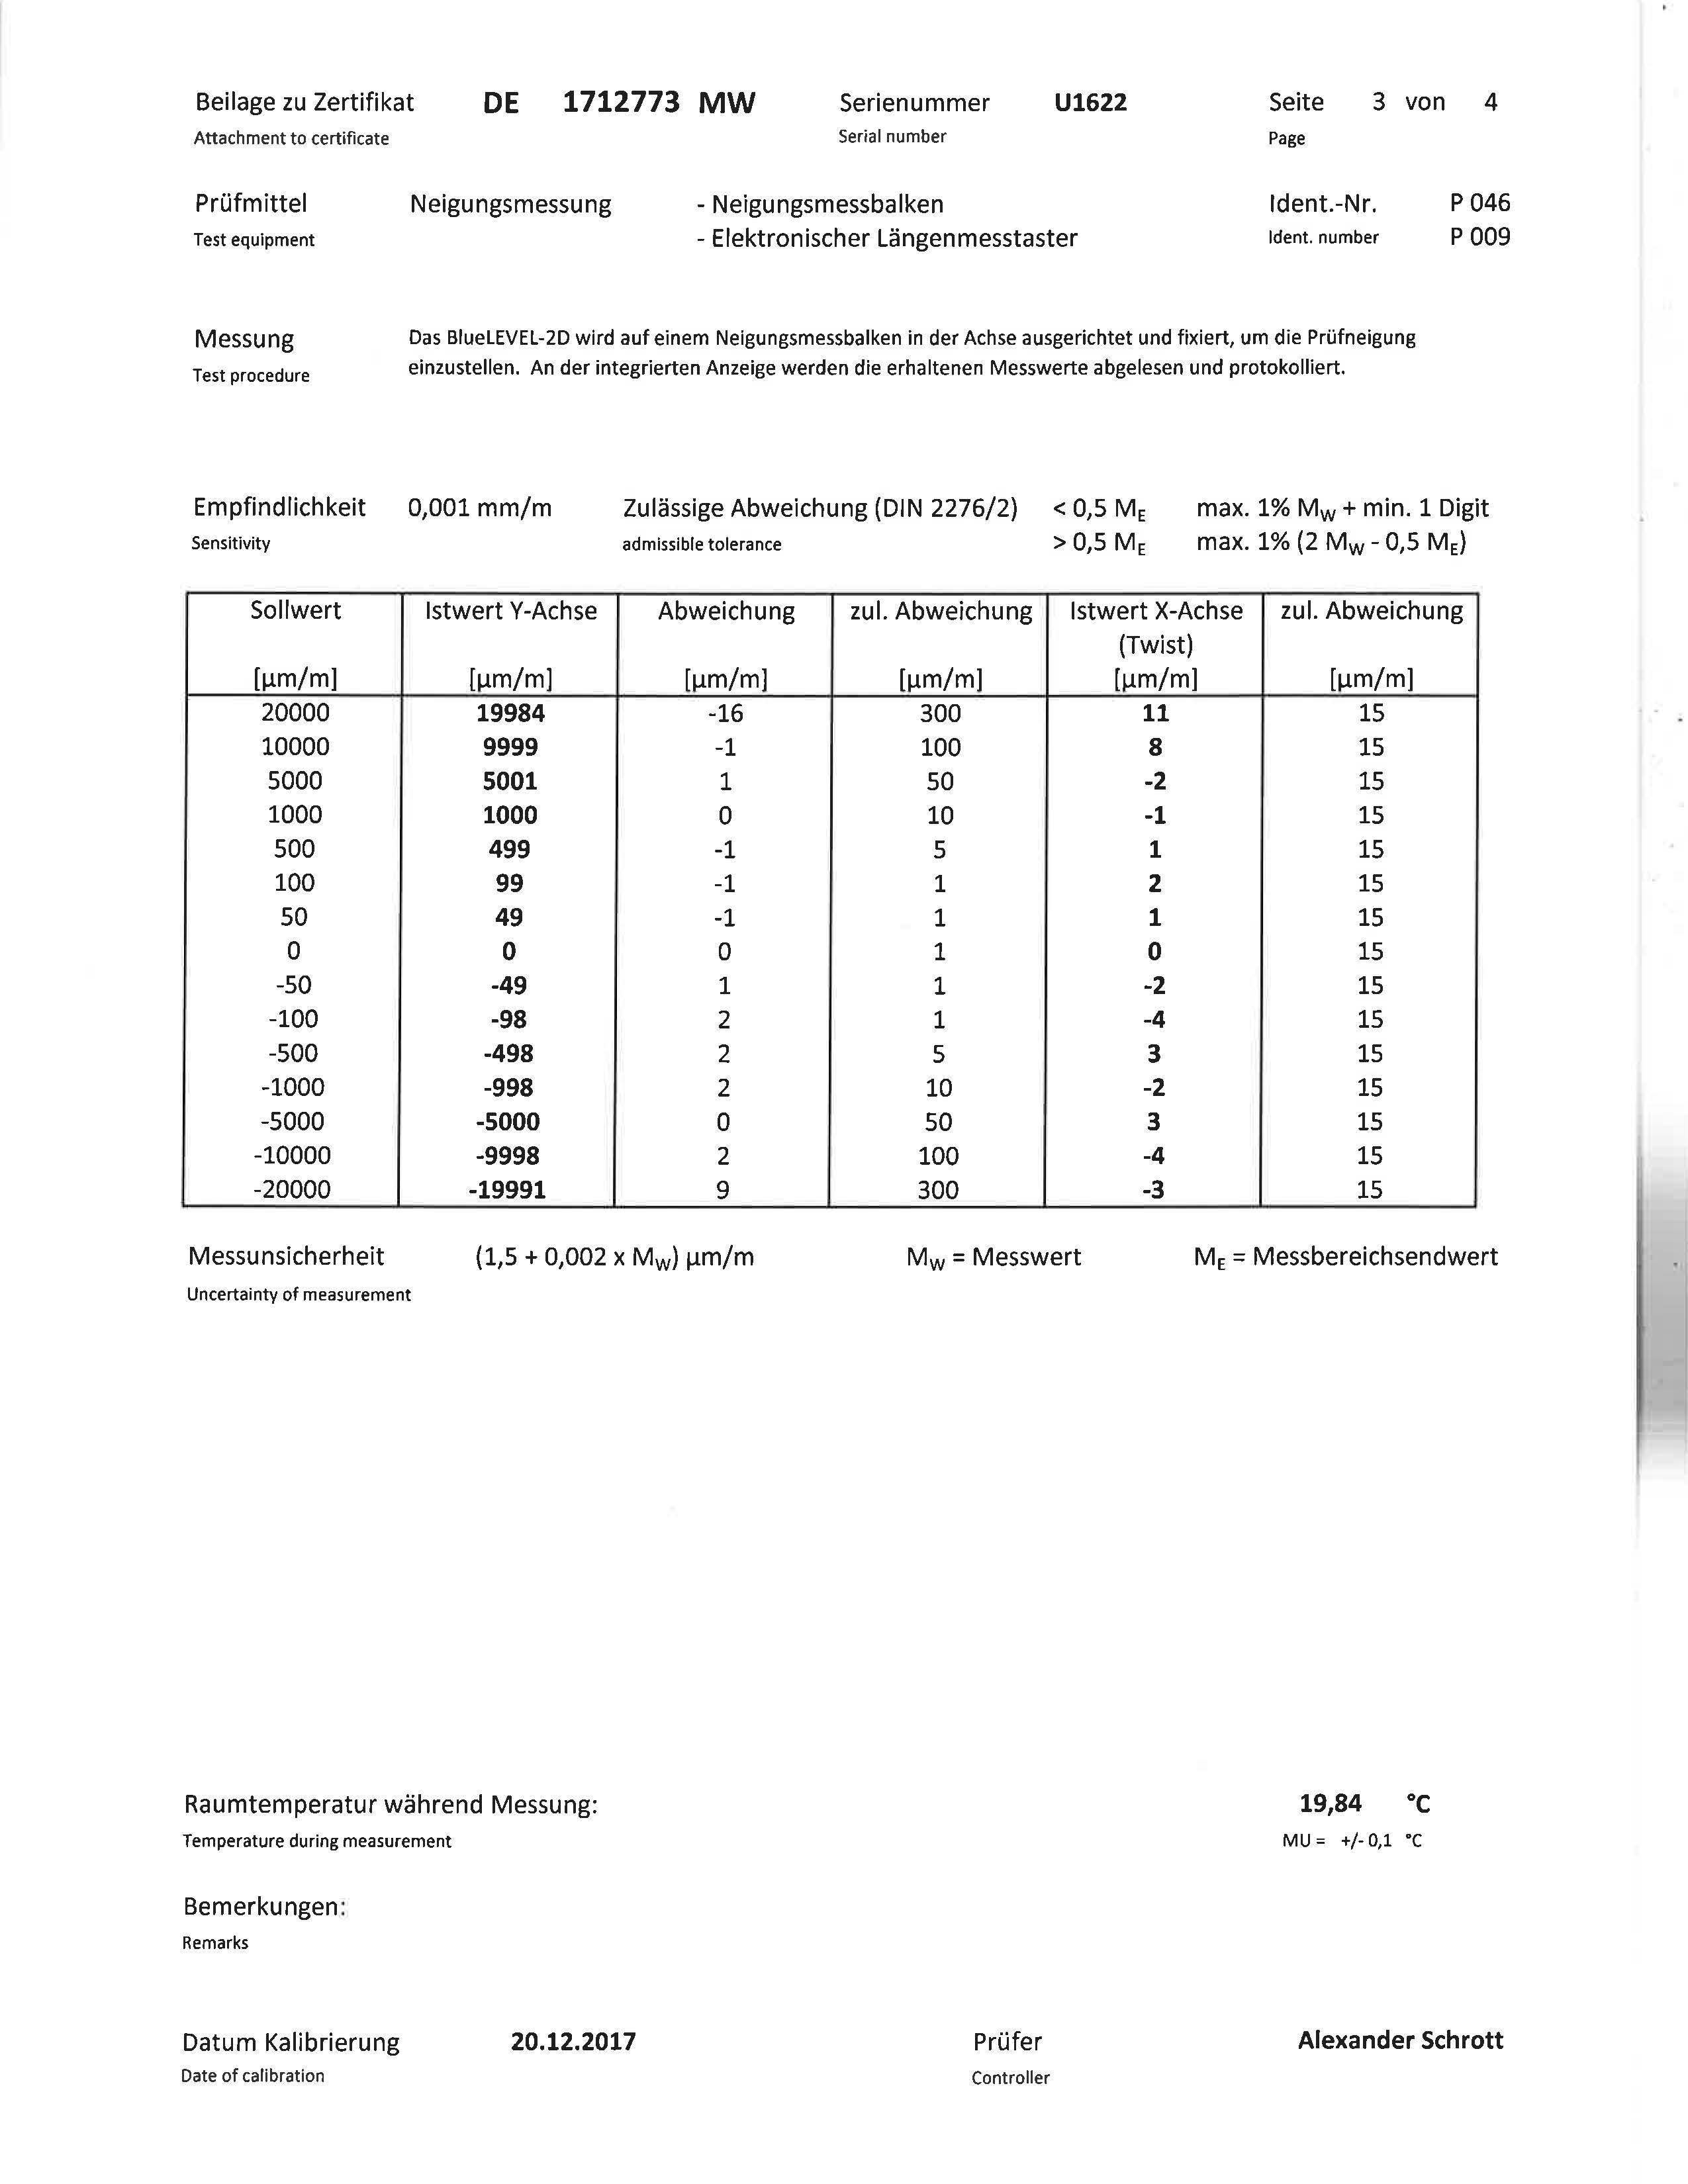 Beilage zu Zertifikat DE 1712773 MW Serienummer U1622 Seite 3 von 4
Attachment to certificate Serial number Page
Prüfmittel Neigungsmessung - Neigungsmessbalken Ident.-Nr. P 046
Test equipment - Elektronischer Längenmesstaster Ident. number P 009
Messung Das BlueLEVEL-2D wird auf einem Neigungsmessbalken in der Achse ausgerichtet und fixiert, um die Prüfneigung
Test procedure einzustellen. An der integrierten Anzeige werden die erhaltenen Messwerte abgelesen und protokolliert.
Empfindlichkeit 0,001 mm/m Zulässige Abweichung (DIN 2276/2) < 0,5 ME max. 1% MW + min. 1 Digit
Sensitivity admissible tolerance > 0,5 ME max. 1% (2 MW - 0,5 ME)
Sollwert Istwert Y-Achse Abweichung zul. Abweichung Istwert X-Achse zul. Abweichung
(Twist)
[µm/m] [µm/m] [µm/m] [µm/m] [µm/m] [µm/m]
20000 19984 -16 300 11 15
10000 9999 -1 100 8 15
5000 5001 1 50 -2 15
1000 1000 0 10 -1 15
500 499 -1 5 1 15
100 99 -1 1 2 15
50 49 -1 1 1 15
0 0 0 1 0 15
-50 -49 1 1 -2 15
-100 -98 2 1 -4 15
-500 -498 2 5 3 15
-1000 -998 2 10 -2 15
-5000 -5000 0 50 3 15
-10000 -9998 2 100 -4 15
-20000 -19991 9 300 -3 15
Messunsicherheit (1,5 + 0,002 x MW) µm/m MW = Messwert ME = Messbereichsendwert
Uncertainty of measurement
Raumtemperatur während Messung: 19,84 °C
Temperature during measurement MU = +/- 0,1 °C
Bemerkungen:
Remarks
Datum Kalibrierung 20.12.2017 Prüfer Alexander Schrott
Date of calibration Controller